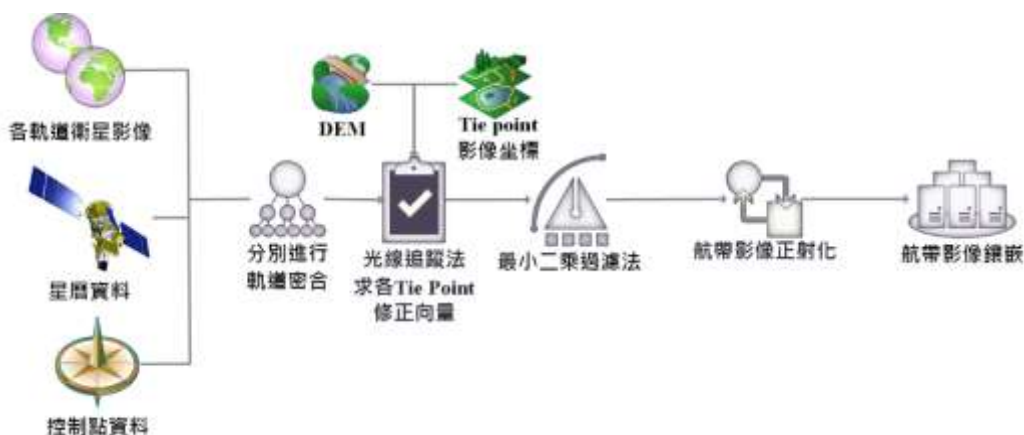 各軌道衛星影像
星曆資料
控制點資料
分別進行
軌道密合
DEM
Tie point
影像坐標
光線追蹤法
求各Tie Point
修正向量
最小二乘過濾法
航帶影像正射化
航帶影像鑲嵌